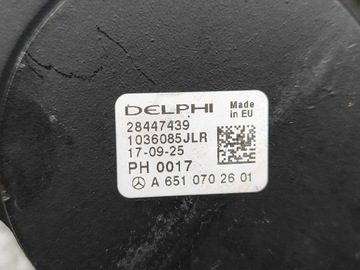 DELPHI
Made in EU
28447439
1036085JLR
17-09-25
PH 0017
A 651 070 26 01